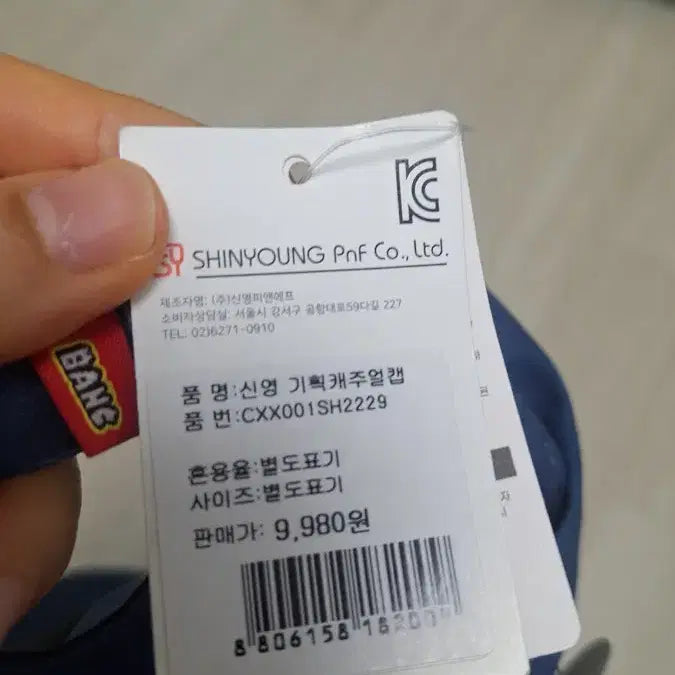 KC
SHINYOUNG PnF Co., Ltd.
제조자명: (주)신영피앤에프
소비자상담실: 서울시 강서구 공항대로59다길 227
TEL: 02)6271-0910
BANG
품 명:신영 기획캐주얼캡
품 번:CXX001SH2229
혼용율:별도표기
사이즈:별도표기
판매가: 9,980원
8 806158